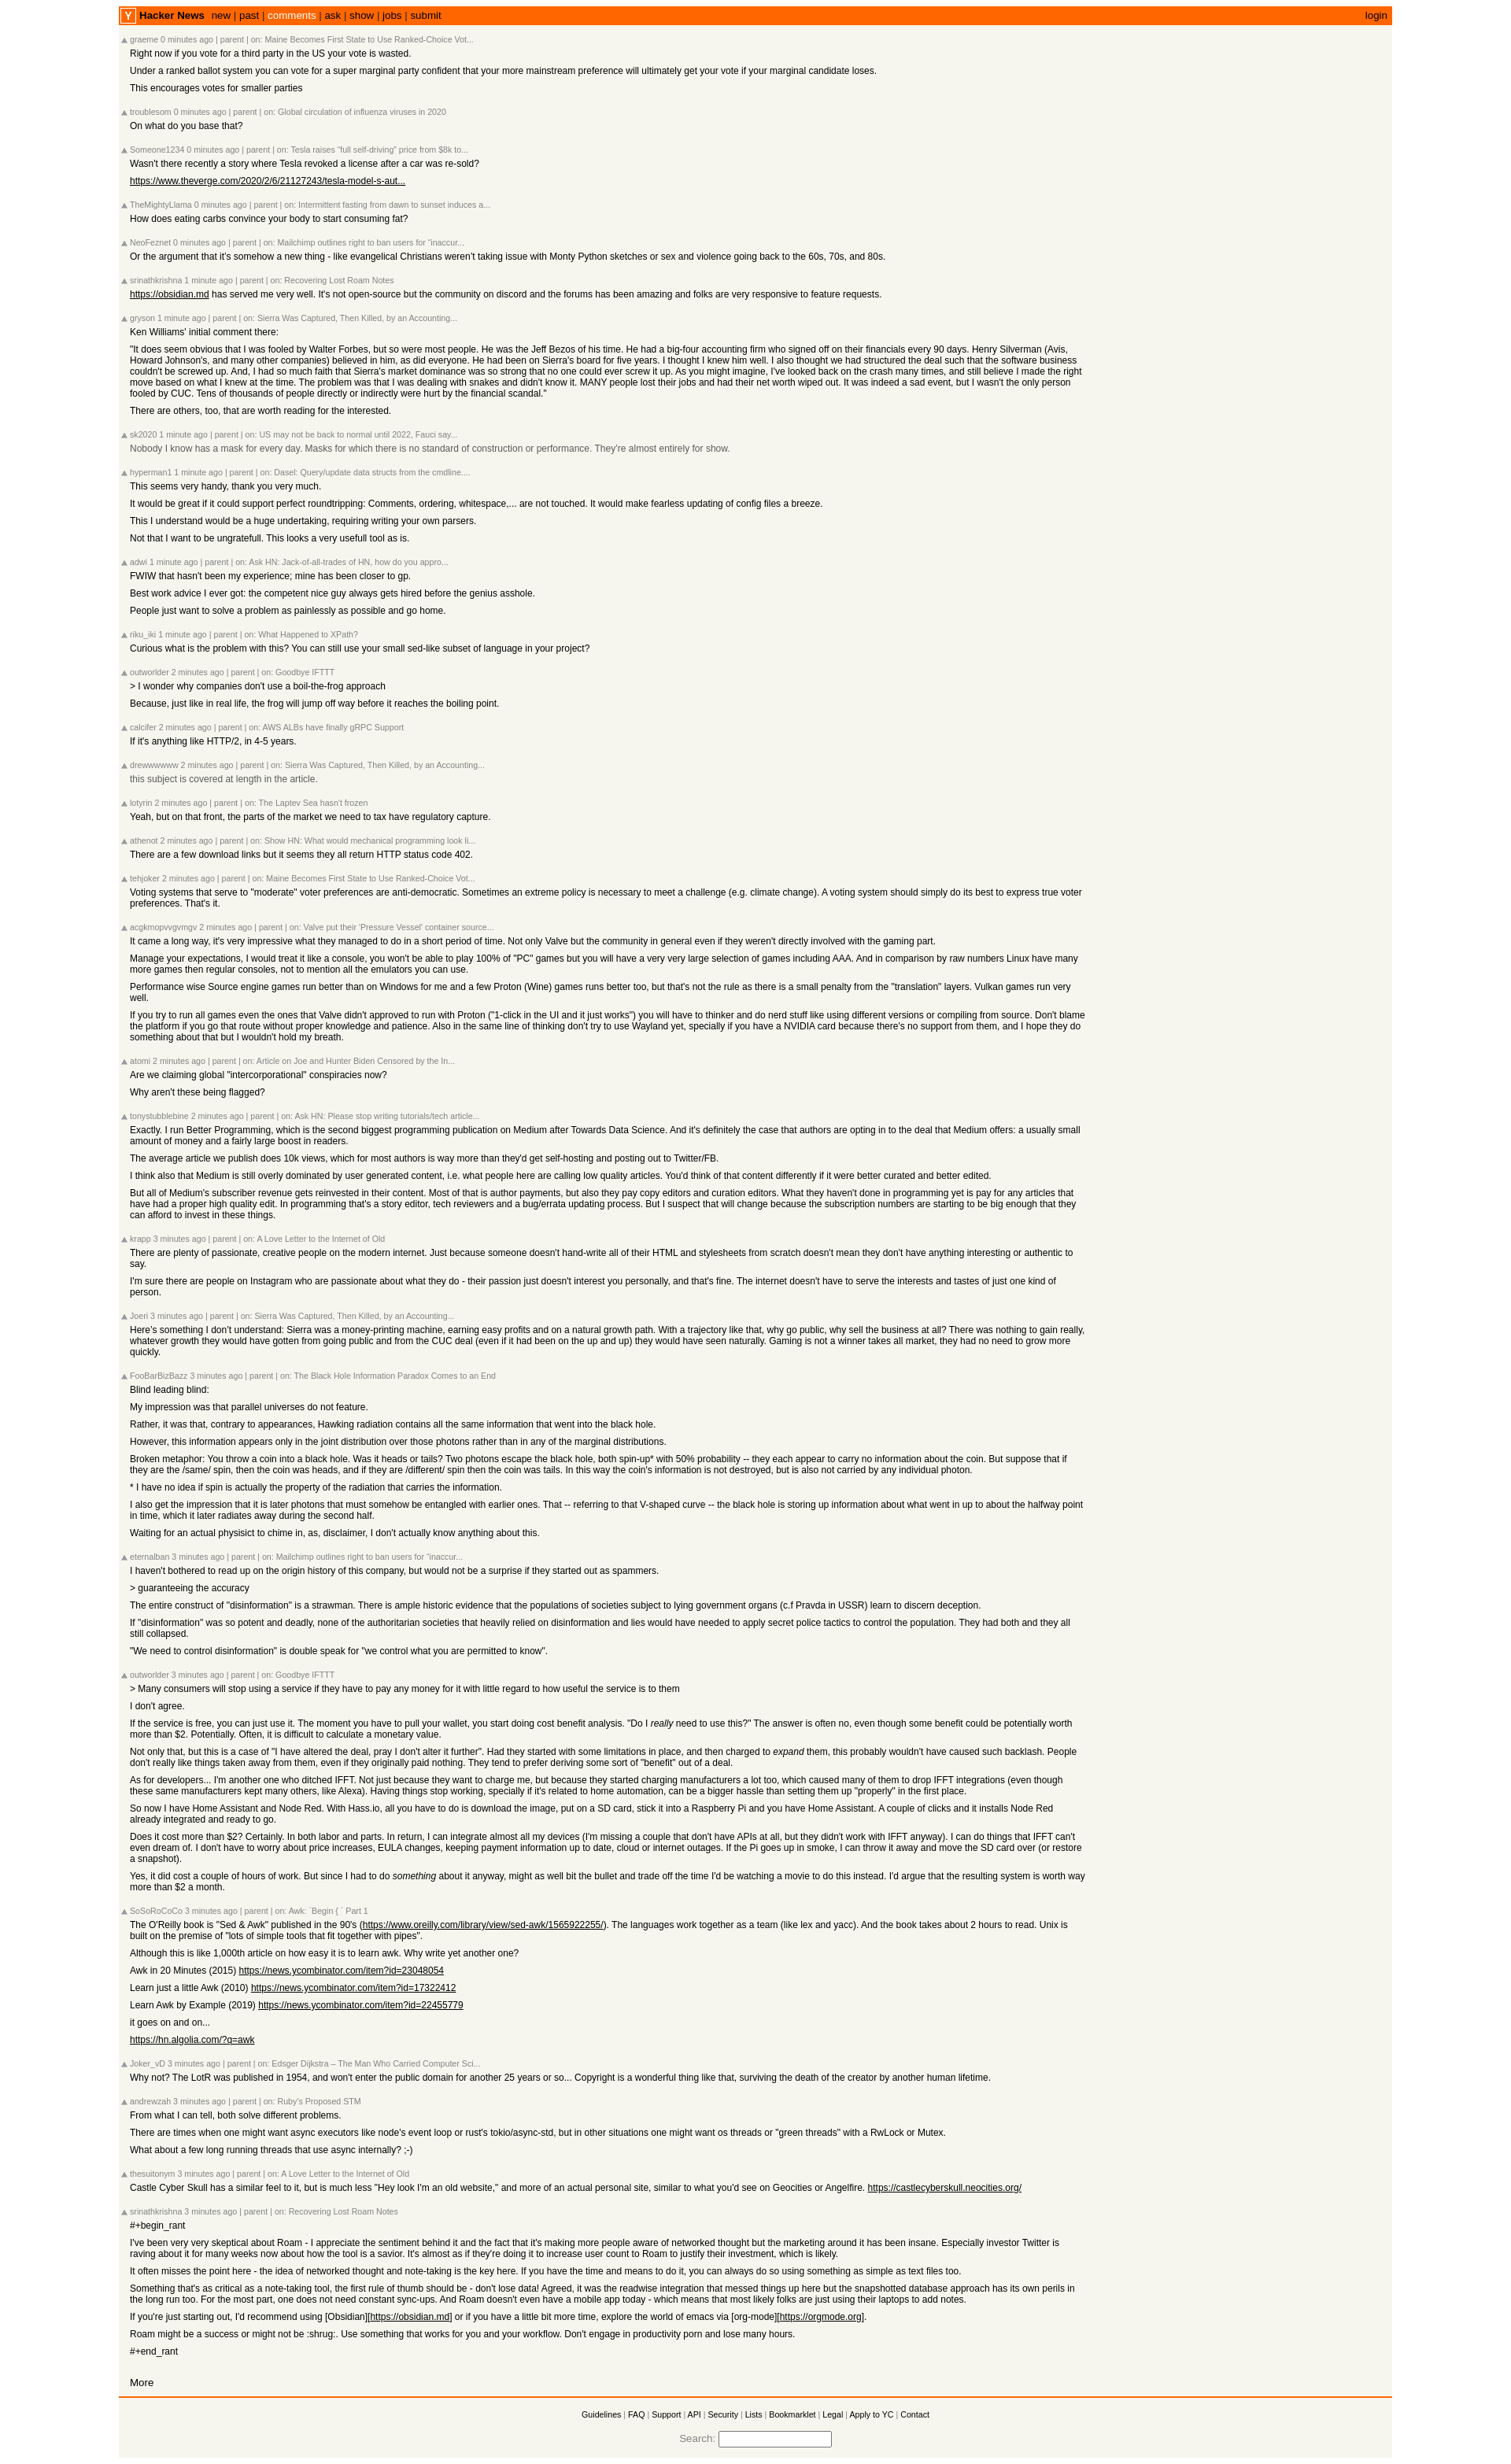 Y Hacker News new | past | comments | ask | show | jobs | submit login
graeme 0 minutes ago | parent | on: Maine Becomes First State to Use Ranked-Choice Vot...
Right now if you vote for a third party in the US your vote is wasted.
Under a ranked ballot system you can vote for a super marginal party confident that your more mainstream preference will ultimately get your vote if your marginal candidate loses.
This encourages votes for smaller parties
troublesom 0 minutes ago | parent | on: Global circulation of influenza viruses in 2020
On what do you base that?
Someone1234 0 minutes ago | parent | on: Tesla raises “full self-driving” price from $8k to...
Wasn't there recently a story where Tesla revoked a license after a car was re-sold?
https://www.theverge.com/2020/2/6/21127243/tesla-model-s-aut...
TheMightyLlama 0 minutes ago | parent | on: Intermittent fasting from dawn to sunset induces a...
How does eating carbs convince your body to start consuming fat?
NeoFeznet 0 minutes ago | parent | on: Mailchimp outlines right to ban users for “inaccur...
Or the argument that it’s somehow a new thing - like evangelical Christians weren’t taking issue with Monty Python sketches or sex and violence going back to the 60s, 70s, and 80s.
srinathkrishna 1 minute ago | parent | on: Recovering Lost Roam Notes
https://obsidian.md has served me very well. It's not open-source but the community on discord and the forums has been amazing and folks are very responsive to feature requests.
gryson 1 minute ago | parent | on: Sierra Was Captured, Then Killed, by an Accounting...
Ken Williams' initial comment there:
"It does seem obvious that I was fooled by Walter Forbes, but so were most people. He was the Jeff Bezos of his time. He had a big-four accounting firm who signed off on their financials every 90 days. Henry Silverman (Avis,
Howard Johnson's, and many other companies) believed in him, as did everyone. He had been on Sierra's board for five years. I thought I knew him well. I also thought we had structured the deal such that the software business
couldn't be screwed up. And, I had so much faith that Sierra's market dominance was so strong that no one could ever screw it up. As you might imagine, I've looked back on the crash many times, and still believe I made the right
move based on what I knew at the time. The problem was that I was dealing with snakes and didn't know it. MANY people lost their jobs and had their net worth wiped out. It was indeed a sad event, but I wasn't the only person
fooled by CUC. Tens of thousands of people directly or indirectly were hurt by the financial scandal."
There are others, too, that are worth reading for the interested.
sk2020 1 minute ago | parent | on: US may not be back to normal until 2022, Fauci say...
Nobody I know has a mask for every day. Masks for which there is no standard of construction or performance. They're almost entirely for show.
hyperman1 1 minute ago | parent | on: Dasel: Query/update data structs from the cmdline....
This seems very handy, thank you very much.
It would be great if it could support perfect roundtripping: Comments, ordering, whitespace,... are not touched. It would make fearless updating of config files a breeze.
This I understand would be a huge undertaking, requiring writing your own parsers.
Not that I want to be ungratefull. This looks a very usefull tool as is.
adwi 1 minute ago | parent | on: Ask HN: Jack-of-all-trades of HN, how do you appro...
FWIW that hasn't been my experience; mine has been closer to gp.
Best work advice I ever got: the competent nice guy always gets hired before the genius asshole.
People just want to solve a problem as painlessly as possible and go home.
riku_iki 1 minute ago | parent | on: What Happened to XPath?
Curious what is the problem with this? You can still use your small sed-like subset of language in your project?
outworlder 2 minutes ago | parent | on: Goodbye IFTTT
> I wonder why companies don't use a boil-the-frog approach
Because, just like in real life, the frog will jump off way before it reaches the boiling point.
calcifer 2 minutes ago | parent | on: AWS ALBs have finally gRPC Support
If it's anything like HTTP/2, in 4-5 years.
drewwwwww 2 minutes ago | parent | on: Sierra Was Captured, Then Killed, by an Accounting...
this subject is covered at length in the article.
lotyrin 2 minutes ago | parent | on: The Laptev Sea hasn't frozen
Yeah, but on that front, the parts of the market we need to tax have regulatory capture.
athenot 2 minutes ago | parent | on: Show HN: What would mechanical programming look li...
There are a few download links but it seems they all return HTTP status code 402.
tehjoker 2 minutes ago | parent | on: Maine Becomes First State to Use Ranked-Choice Vot...
Voting systems that serve to "moderate" voter preferences are anti-democratic. Sometimes an extreme policy is necessary to meet a challenge (e.g. climate change). A voting system should simply do its best to express true voter
preferences. That's it.
acgkmopvvgvmgv 2 minutes ago | parent | on: Valve put their 'Pressure Vessel' container source...
It came a long way, it's very impressive what they managed to do in a short period of time. Not only Valve but the community in general even if they weren't directly involved with the gaming part.
Manage your expectations, I would treat it like a console, you won't be able to play 100% of "PC" games but you will have a very very large selection of games including AAA. And in comparison by raw numbers Linux have many
more games then regular consoles, not to mention all the emulators you can use.
Performance wise Source engine games run better than on Windows for me and a few Proton (Wine) games runs better too, but that's not the rule as there is a small penalty from the "translation" layers. Vulkan games run very
well.
If you try to run all games even the ones that Valve didn't approved to run with Proton ("1-click in the UI and it just works") you will have to thinker and do nerd stuff like using different versions or compiling from source. Don't blame
the platform if you go that route without proper knowledge and patience. Also in the same line of thinking don't try to use Wayland yet, specially if you have a NVIDIA card because there's no support from them, and I hope they do
something about that but I wouldn't hold my breath.
atomi 2 minutes ago | parent | on: Article on Joe and Hunter Biden Censored by the In...
Are we claiming global "intercorporational" conspiracies now?
Why aren't these being flagged?
tonystubblebine 2 minutes ago | parent | on: Ask HN: Please stop writing tutorials/tech article...
Exactly. I run Better Programming, which is the second biggest programming publication on Medium after Towards Data Science. And it's definitely the case that authors are opting in to the deal that Medium offers: a usually small
amount of money and a fairly large boost in readers.
The average article we publish does 10k views, which for most authors is way more than they'd get self-hosting and posting out to Twitter/FB.
I think also that Medium is still overly dominated by user generated content, i.e. what people here are calling low quality articles. You'd think of that content differently if it were better curated and better edited.
But all of Medium's subscriber revenue gets reinvested in their content. Most of that is author payments, but also they pay copy editors and curation editors. What they haven't done in programming yet is pay for any articles that
have had a proper high quality edit. In programming that's a story editor, tech reviewers and a bug/errata updating process. But I suspect that will change because the subscription numbers are starting to be big enough that they
can afford to invest in these things.
krapp 3 minutes ago | parent | on: A Love Letter to the Internet of Old
There are plenty of passionate, creative people on the modern internet. Just because someone doesn't hand-write all of their HTML and stylesheets from scratch doesn't mean they don't have anything interesting or authentic to
say.
I'm sure there are people on Instagram who are passionate about what they do - their passion just doesn't interest you personally, and that's fine. The internet doesn't have to serve the interests and tastes of just one kind of
person.
Joeri 3 minutes ago | parent | on: Sierra Was Captured, Then Killed, by an Accounting...
Here’s something I don’t understand: Sierra was a money-printing machine, earning easy profits and on a natural growth path. With a trajectory like that, why go public, why sell the business at all? There was nothing to gain really,
whatever growth they would have gotten from going public and from the CUC deal (even if it had been on the up and up) they would have seen naturally. Gaming is not a winner takes all market, they had no need to grow more
quickly.
FooBarBizBazz 3 minutes ago | parent | on: The Black Hole Information Paradox Comes to an End
Blind leading blind:
My impression was that parallel universes do not feature.
Rather, it was that, contrary to appearances, Hawking radiation contains all the same information that went into the black hole.
However, this information appears only in the joint distribution over those photons rather than in any of the marginal distributions.
Broken metaphor: You throw a coin into a black hole. Was it heads or tails? Two photons escape the black hole, both spin-up* with 50% probability -- they each appear to carry no information about the coin. But suppose that if
they are the /same/ spin, then the coin was heads, and if they are /different/ spin then the coin was tails. In this way the coin's information is not destroyed, but is also not carried by any individual photon.
* I have no idea if spin is actually the property of the radiation that carries the information.
I also get the impression that it is later photons that must somehow be entangled with earlier ones. That -- referring to that V-shaped curve -- the black hole is storing up information about what went in up to about the halfway point
in time, which it later radiates away during the second half.
Waiting for an actual physisict to chime in, as, disclaimer, I don't actually know anything about this.
eternalban 3 minutes ago | parent | on: Mailchimp outlines right to ban users for “inaccur...
I haven't bothered to read up on the origin history of this company, but would not be a surprise if they started out as spammers.
> guaranteeing the accuracy
The entire construct of "disinformation" is a strawman. There is ample historic evidence that the populations of societies subject to lying government organs (c.f Pravda in USSR) learn to discern deception.
If "disinformation" was so potent and deadly, none of the authoritarian societies that heavily relied on disinformation and lies would have needed to apply secret police tactics to control the population. They had both and they all
still collapsed.
"We need to control disinformation" is double speak for "we control what you are permitted to know".
outworlder 3 minutes ago | parent | on: Goodbye IFTTT
> Many consumers will stop using a service if they have to pay any money for it with little regard to how useful the service is to them
I don't agree.
If the service is free, you can just use it. The moment you have to pull your wallet, you start doing cost benefit analysis. "Do I really need to use this?" The answer is often no, even though some benefit could be potentially worth
more than $2. Potentially. Often, it is difficult to calculate a monetary value.
Not only that, but this is a case of "I have altered the deal, pray I don't alter it further". Had they started with some limitations in place, and then charged to expand them, this probably wouldn't have caused such backlash. People
don't really like things taken away from them, even if they originally paid nothing. They tend to prefer deriving some sort of "benefit" out of a deal.
As for developers... I'm another one who ditched IFFT. Not just because they want to charge me, but because they started charging manufacturers a lot too, which caused many of them to drop IFFT integrations (even though
these same manufacturers kept many others, like Alexa). Having things stop working, specially if it's related to home automation, can be a bigger hassle than setting them up "properly" in the first place.
So now I have Home Assistant and Node Red. With Hass.io, all you have to do is download the image, put on a SD card, stick it into a Raspberry Pi and you have Home Assistant. A couple of clicks and it installs Node Red
already integrated and ready to go.
Does it cost more than $2? Certainly. In both labor and parts. In return, I can integrate almost all my devices (I'm missing a couple that don't have APIs at all, but they didn't work with IFFT anyway). I can do things that IFFT can't
even dream of. I don't have to worry about price increases, EULA changes, keeping payment information up to date, cloud or internet outages. If the Pi goes up in smoke, I can throw it away and move the SD card over (or restore
a snapshot).
Yes, it did cost a couple of hours of work. But since I had to do something about it anyway, might as well bit the bullet and trade off the time I'd be watching a movie to do this instead. I'd argue that the resulting system is worth way
more than $2 a month.
SoSoRoCoCo 3 minutes ago | parent | on: Awk: `Begin { ` Part 1
The O'Reilly book is "Sed & Awk" published in the 90's (https://www.oreilly.com/library/view/sed-awk/1565922255/). The languages work together as a team (like lex and yacc). And the book takes about 2 hours to read. Unix is
built on the premise of "lots of simple tools that fit together with pipes".
Although this is like 1,000th article on how easy it is to learn awk. Why write yet another one?
Awk in 20 Minutes (2015) https://news.ycombinator.com/item?id=23048054
Learn just a little Awk (2010) https://news.ycombinator.com/item?id=17322412
Learn Awk by Example (2019) https://news.ycombinator.com/item?id=22455779
it goes on and on...
https://hn.algolia.com/?q=awk
Joker_vD 3 minutes ago | parent | on: Edsger Dijkstra – The Man Who Carried Computer Sci...
Why not? The LotR was published in 1954, and won't enter the public domain for another 25 years or so... Copyright is a wonderful thing like that, surviving the death of the creator by another human lifetime.
andrewzah 3 minutes ago | parent | on: Ruby's Proposed STM
From what I can tell, both solve different problems.
There are times when one might want async executors like node's event loop or rust's tokio/async-std, but in other situations one might want os threads or "green threads" with a RwLock or Mutex.
What about a few long running threads that use async internally? ;-)
thesuitonym 3 minutes ago | parent | on: A Love Letter to the Internet of Old
Castle Cyber Skull has a similar feel to it, but is much less "Hey look I'm an old website," and more of an actual personal site, similar to what you'd see on Geocities or Angelfire. https://castlecyberskull.neocities.org/
srinathkrishna 3 minutes ago | parent | on: Recovering Lost Roam Notes
#+begin_rant
I've been very very skeptical about Roam - I appreciate the sentiment behind it and the fact that it's making more people aware of networked thought but the marketing around it has been insane. Especially investor Twitter is
raving about it for many weeks now about how the tool is a savior. It's almost as if they're doing it to increase user count to Roam to justify their investment, which is likely.
It often misses the point here - the idea of networked thought and note-taking is the key here. If you have the time and means to do it, you can always do so using something as simple as text files too.
Something that's as critical as a note-taking tool, the first rule of thumb should be - don't lose data! Agreed, it was the readwise integration that messed things up here but the snapshotted database approach has its own perils in
the long run too. For the most part, one does not need constant sync-ups. And Roam doesn't even have a mobile app today - which means that most likely folks are just using their laptops to add notes.
If you're just starting out, I'd recommend using [Obsidian][https://obsidian.md] or if you have a little bit more time, explore the world of emacs via [org-mode][https://orgmode.org].
Roam might be a success or might not be :shrug:. Use something that works for you and your workflow. Don't engage in productivity porn and lose many hours.
#+end_rant
More
Guidelines | FAQ | Support | API | Security | Lists | Bookmarklet | Legal | Apply to YC | Contact
Search: